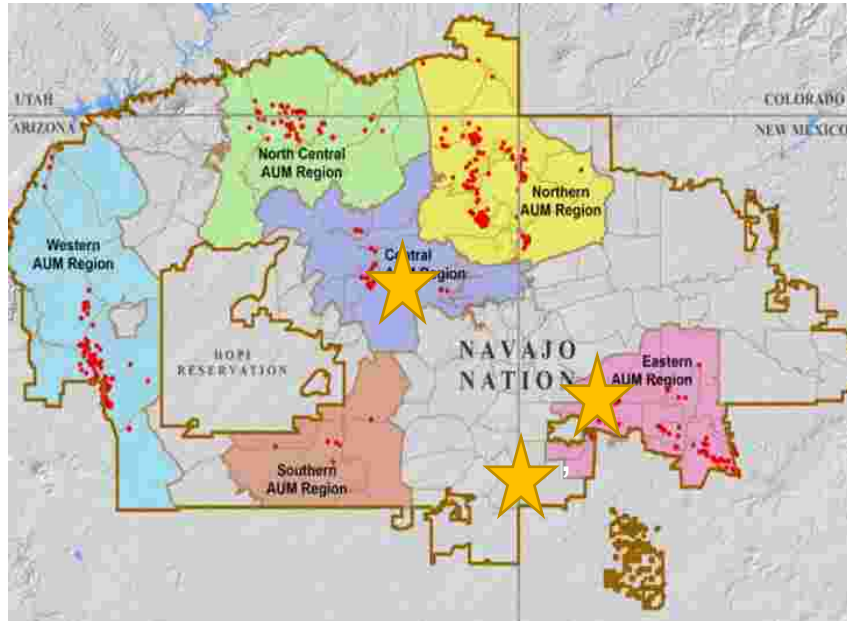 UTAH
ARIZONA
COLORADO
NEW MEXICO
North Central
AUM Region
Northern
AUM Region
Western
AUM Region
Central
Region
HOPI
RESERVATION
NAVAJO
NATION
Eastern
AUM Region
Southern
AUM Region